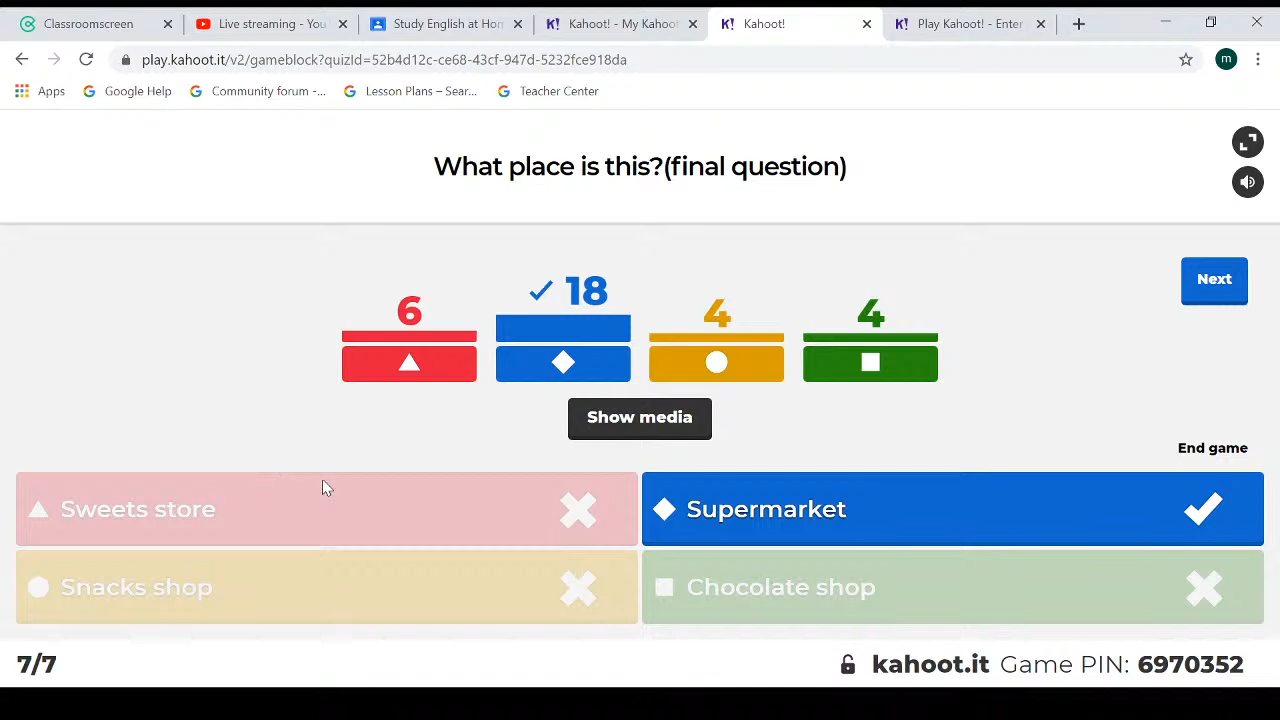 Classroomscreen
Live streaming - You
Study English at Hon
K! Kahoot! - My Kahoot
K! Kahoot!
K! Play Kahoot! - Enter
play.kahoot.it/v2/gameblock?quizId=52b4d12c-ce68-43cf-947d-5232fce918da
m
Apps
Google Help
Community forum -...
Lesson Plans – Sear...
Teacher Center
What place is this?(final question)
Next
6
18
4
4
Show media
End game
Sweets store
Supermarket
Snacks shop
Chocolate shop
7/7
kahoot.it Game PIN: 6970352